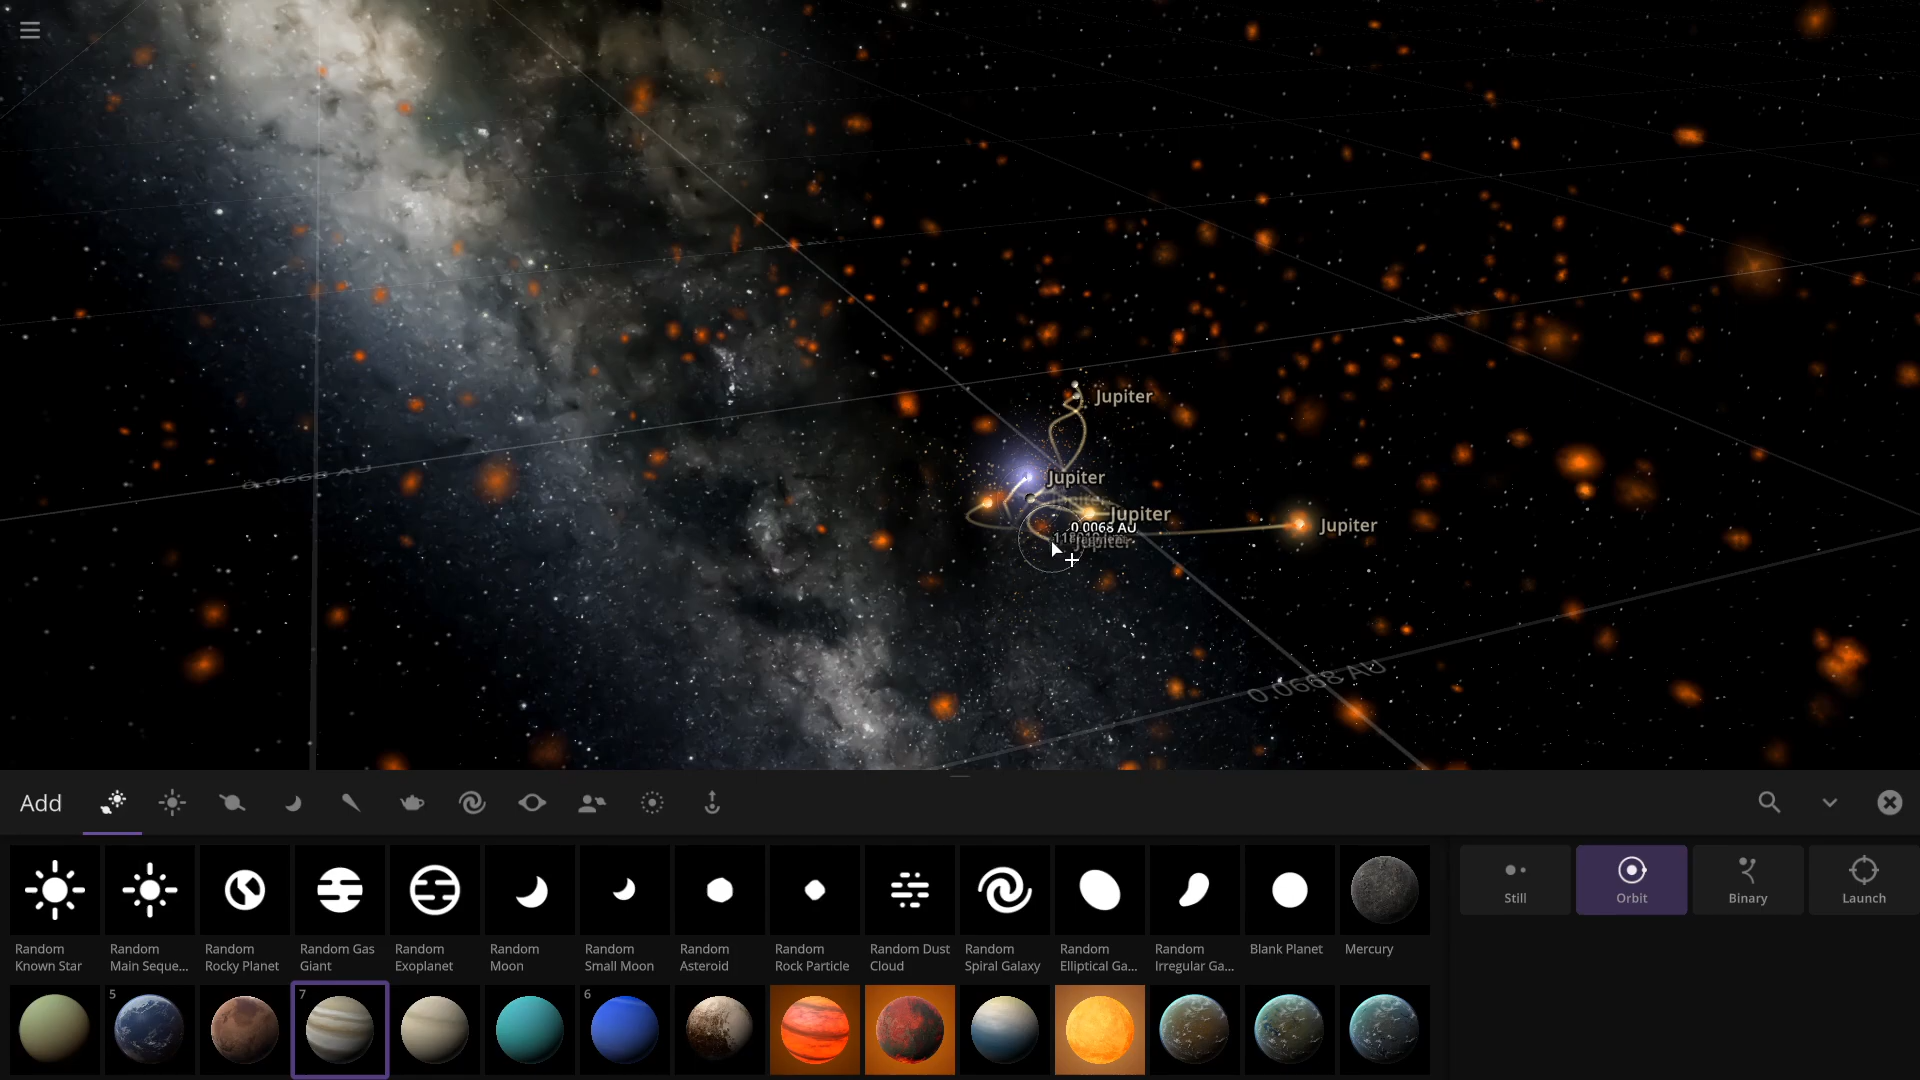 Jupiter
0.0668 AU
Jupiter
Jupiter
0.0068 AU
Jupiter
Jupiter
0.0668 AU
Add
Still
Orbit
Binary
Launch
Random
Known Star
Random
Main Seque...
Random
Rocky Planet
Random Gas
Giant
Random
Exoplanet
Random
Moon
Random
Small Moon
Random
Asteroid
Random
Rock Particle
Random Dust
Cloud
Random
Spiral Galaxy
Random
Elliptical Ga...
Random
Irregular Ga...
Blank Planet
Mercury
5
7
6